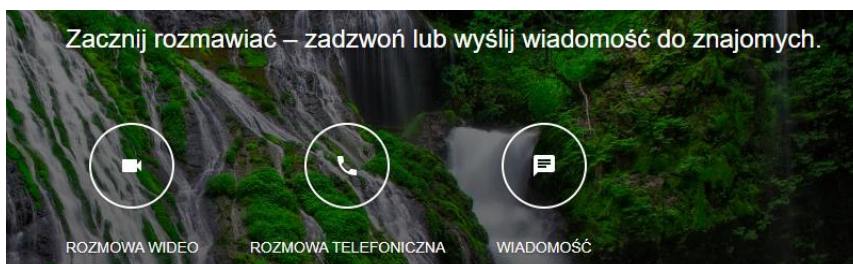 Zacznij rozmawiać – zadzwoń lub wyślij wiadomość do znajomych.
ROZMOWA WIDEO ROZMOWA TELEFONICZNA WIADOMOŚĆ